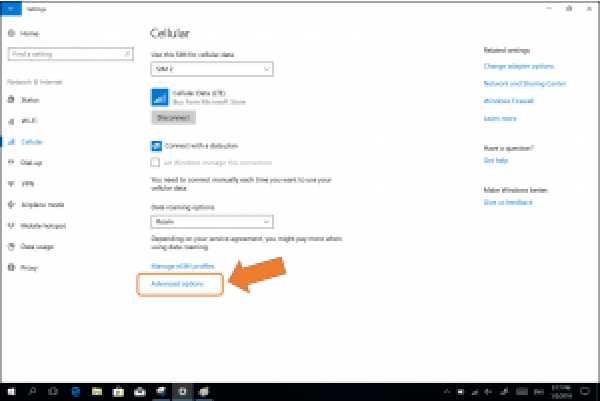 Settings
Home
Find a setting
Network & Internet
Status
Wi-Fi
Cellular
Dial-up
VPN
Airplane mode
Mobile hotspot
Data usage
Proxy
Cellular
Use this SIM for cellular data
SIM 2
Cellular Data (LTE)
Buy from Microsoft Store
Disconnect
Connect with a data plan
Let Windows manage this connection
You need to connect manually each time you want to use your
cellular data.
Data roaming options
Roam
Depending on your service agreement, you might pay more when
using data roaming.
Manage eSIM profiles
Advanced options
Related settings
Change adapter options
Network and Sharing Center
Windows Firewall
Learn more
Have a question?
Get help
Make Windows better
Give us feedback